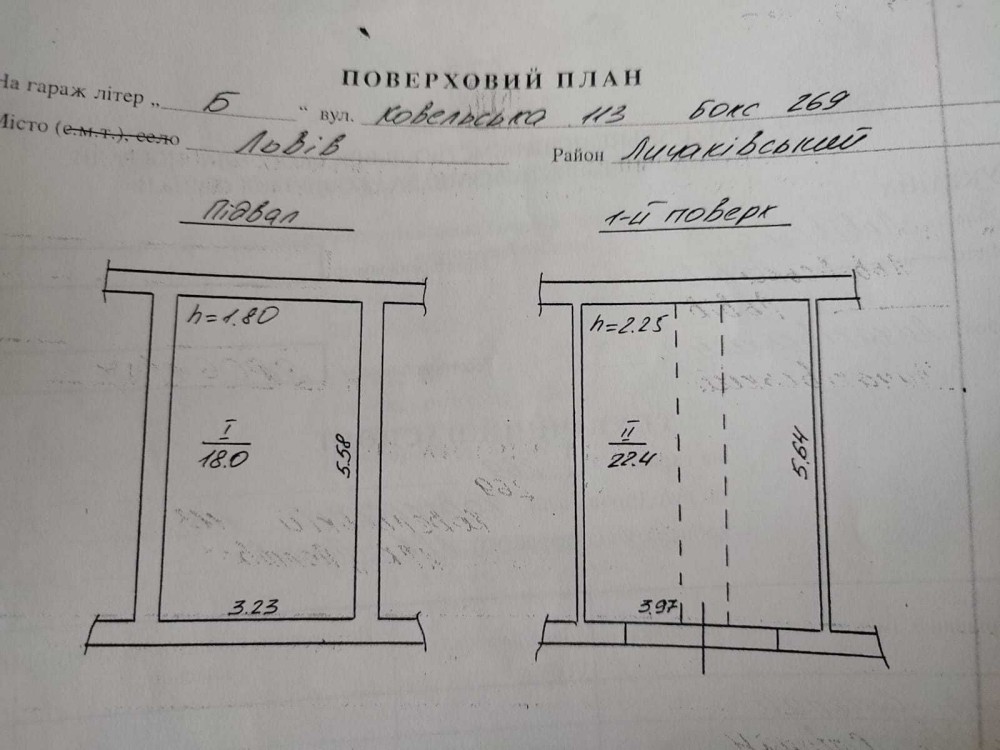 ПОВЕРХОВИЙ ПЛАН
На гараж літер „ Б “ вул. Ковельська 113 бокс 269
Місто (с.м.т.), село Львів Район Личаківський
Підвал
1-й поверх
h=1.80
h=2.25
I
18.0
5.58
II
22.4
5.64
3.23
3.97